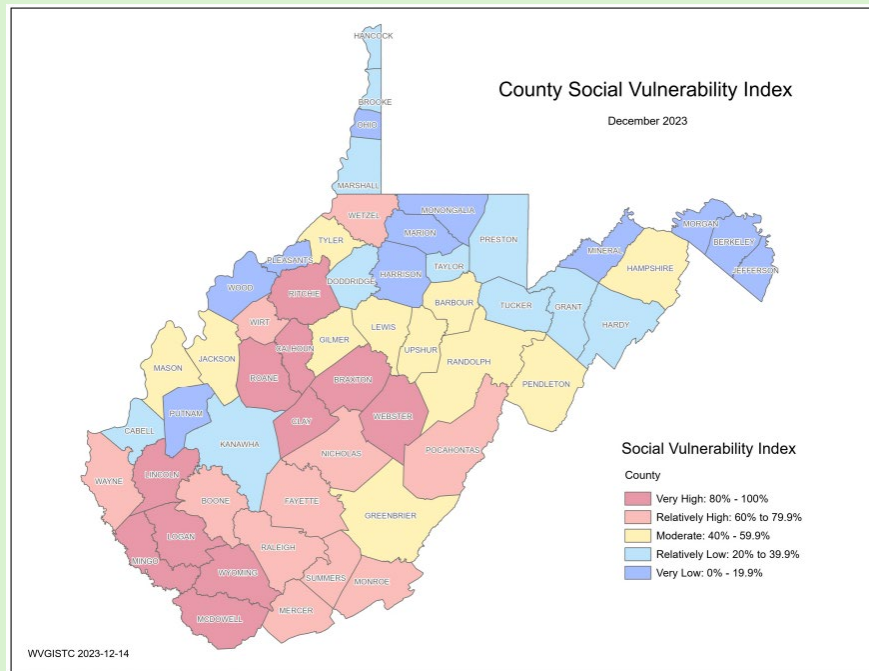 County Social Vulnerability Index
December 2023
HANCOCK
BROOKE
OHIO
MARSHALL
WETZEL
MONONGALIA
MARION
PRESTON
MORGAN
BERKELEY
JEFFERSON
MINERAL
HAMPSHIRE
TYLER
PLEASANTS
DODDRIDGE
HARRISON
TAYLOR
WOOD
RITCHIE
BARBOUR
TUCKER
GRANT
HARDY
WIRT
GILMER
LEWIS
UPSHUR
RANDOLPH
CALHOUN
JACKSON
MASON
ROANE
BRAXTON
PENDLETON
PUTNAM
WEBSTER
CLAY
CABELL
KANAWHA
NICHOLAS
POCAHONTAS
LINCOLN
WAYNE
BOONE
FAYETTE
GREENBRIER
LOGAN
RALEIGH
MINGO
WYOMING
SUMMERS
MONROE
MERCER
MCDOWELL
Social Vulnerability Index
County
Very High: 80% - 100%
Relatively High: 60% to 79.9%
Moderate: 40% - 59.9%
Relatively Low: 20% to 39.9%
Very Low: 0% - 19.9%
WVGISTC 2023-12-14